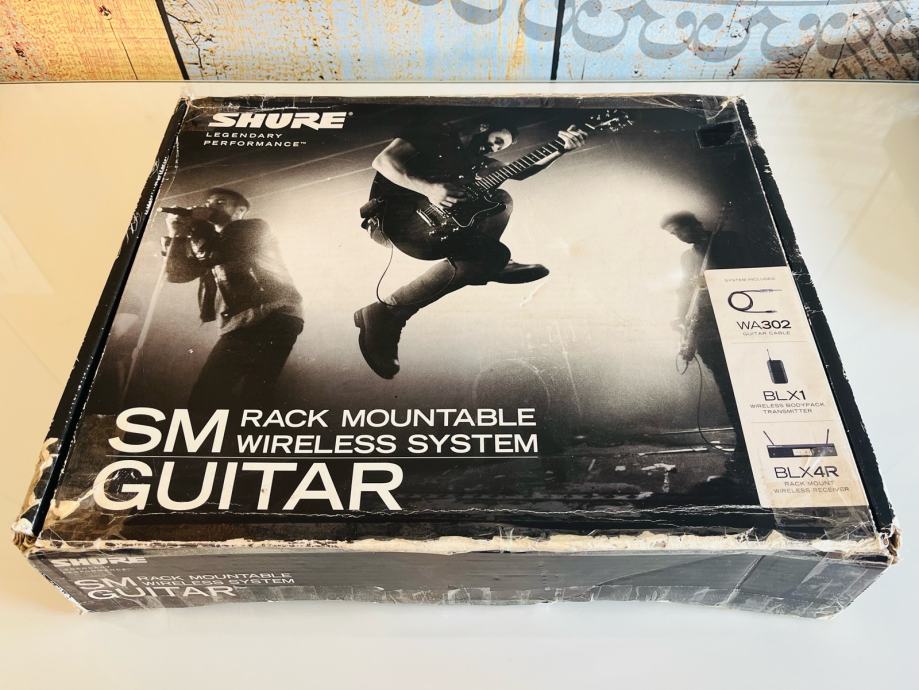 SHURE®
LEGENDARY
PERFORMANCE™
SYSTEM INCLUDES
WA302
GUITAR CABLE
BLX1
WIRELESS BODYPACK
TRANSMITTER
BLX4R
RACK MOUNT
WIRELESS RECEIVER
SM RACK MOUNTABLE
WIRELESS SYSTEM
GUITAR
SHURE
SM RACK MOUNTABLE
WIRELESS SYSTEM
GUITAR